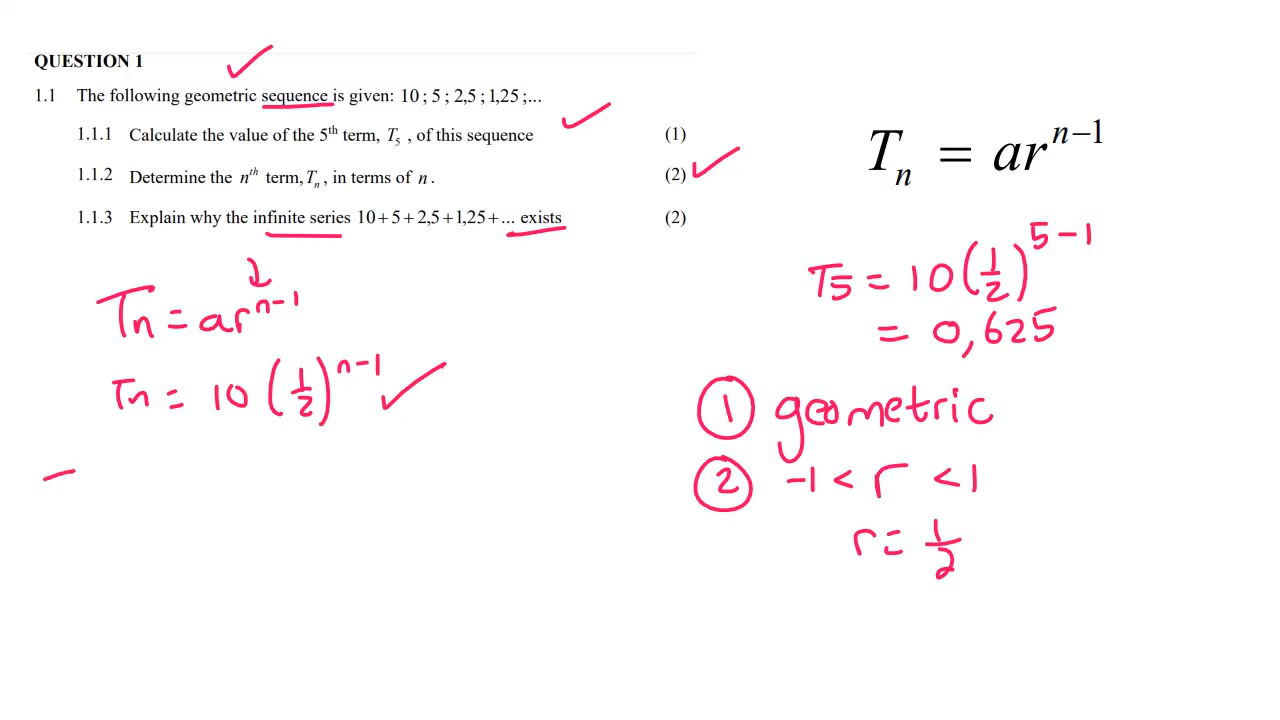 QUESTION 1
1.1 The following geometric sequence is given: 10 ; 5 ; 2,5 ; 1,25 ; ...
1.1.1 Calculate the value of the 5th term, T₅ , of this sequence (1)
1.1.2 Determine the nᵗʰ term, Tₙ , in terms of n . (2)
1.1.3 Explain why the infinite series 10 + 5 + 2,5 + 1,25 + ... exists (2)
Tₙ = arⁿ⁻¹
Tn = arⁿ⁻¹
Tn = 10 (1/2)ⁿ⁻¹
T5 = 10 (1/2)⁵⁻¹
= 0,625
1 geometric
2 -1 < r < 1
r = 1/2